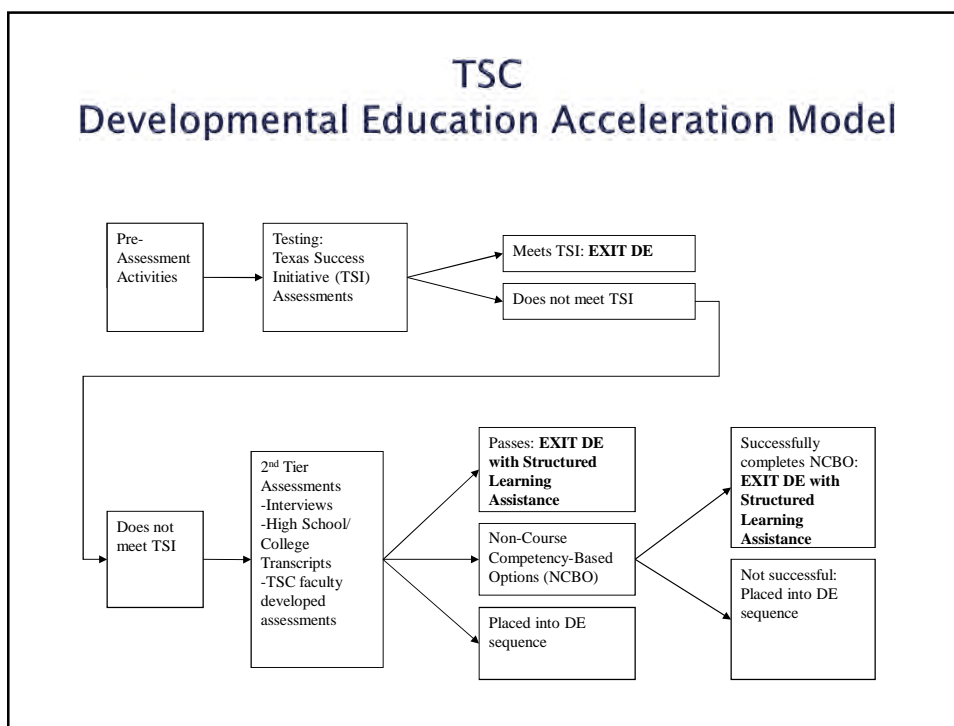 TSC
Developmental Education Acceleration Model
Pre-
Assessment
Activities
Testing:
Texas Success
Initiative (TSI)
Assessments
Meets TSI: EXIT DE
Does not meet TSI
Does not
meet TSI
2nd Tier
Assessments
-Interviews
-High School/
College
Transcripts
-TSC faculty
developed
assessments
Passes: EXIT DE
with Structured
Learning
Assistance
Non-Course
Competency-Based
Options (NCBO)
Placed into DE
sequence
Successfully
completes NCBO:
EXIT DE with
Structured
Learning
Assistance
Not successful:
Placed into DE
sequence